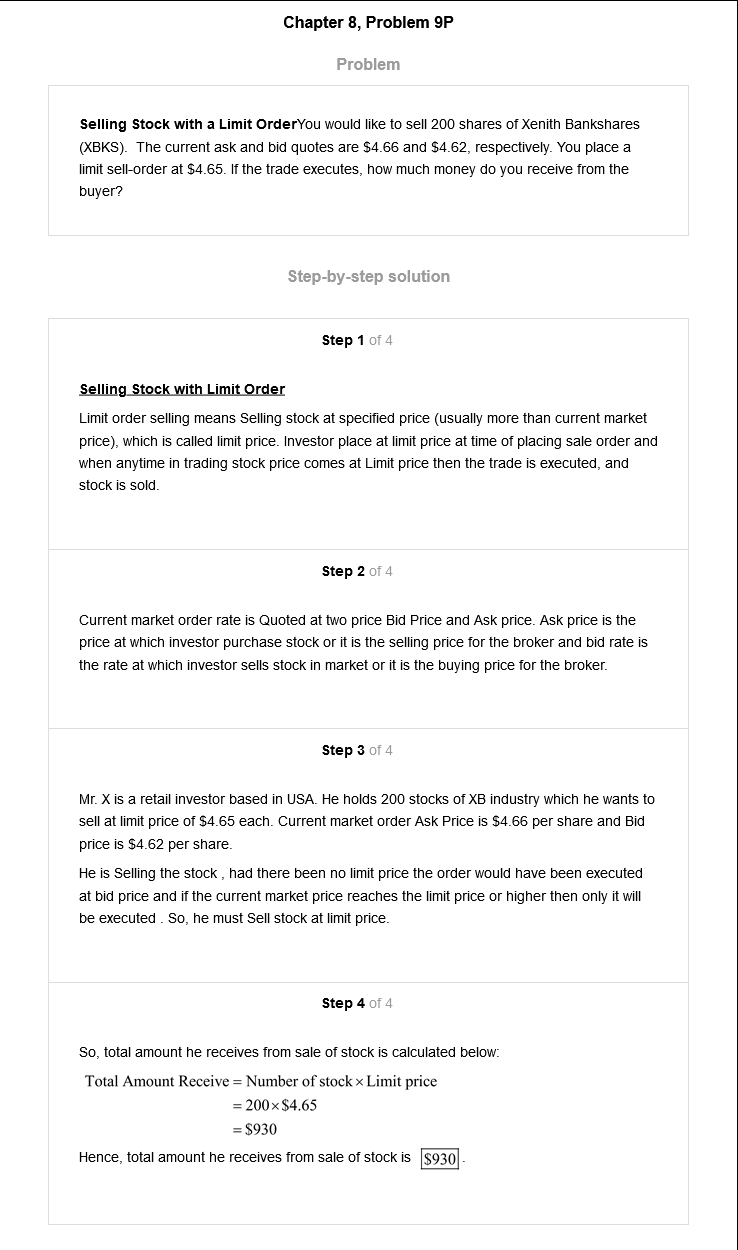 Chapter 8, Problem 9P
Problem
Selling Stock with a Limit OrderYou would like to sell 200 shares of Xenith Bankshares
(XBKS).  The current ask and bid quotes are $4.66 and $4.62, respectively. You place a
limit sell-order at $4.65. If the trade executes, how much money do you receive from the
buyer?
Step-by-step solution
Step 1 of 4
Selling Stock with Limit Order
Limit order selling means Selling stock at specified price (usually more than current market
price), which is called limit price. Investor place at limit price at time of placing sale order and
when anytime in trading stock price comes at Limit price then the trade is executed, and
stock is sold.
Step 2 of 4
Current market order rate is Quoted at two price Bid Price and Ask price. Ask price is the
price at which investor purchase stock or it is the selling price for the broker and bid rate is
the rate at which investor sells stock in market or it is the buying price for the broker.
Step 3 of 4
Mr. X is a retail investor based in USA. He holds 200 stocks of XB industry which he wants to
sell at limit price of $4.65 each. Current market order Ask Price is $4.66 per share and Bid
price is $4.62 per share.
He is Selling the stock , had there been no limit price the order would have been executed
at bid price and if the current market price reaches the limit price or higher then only it will
be executed . So, he must Sell stock at limit price.
Step 4 of 4
So, total amount he receives from sale of stock is calculated below:
Total Amount Receive = Number of stock × Limit price
= 200 × $4.65
= $930
Hence, total amount he receives from sale of stock is $930 .